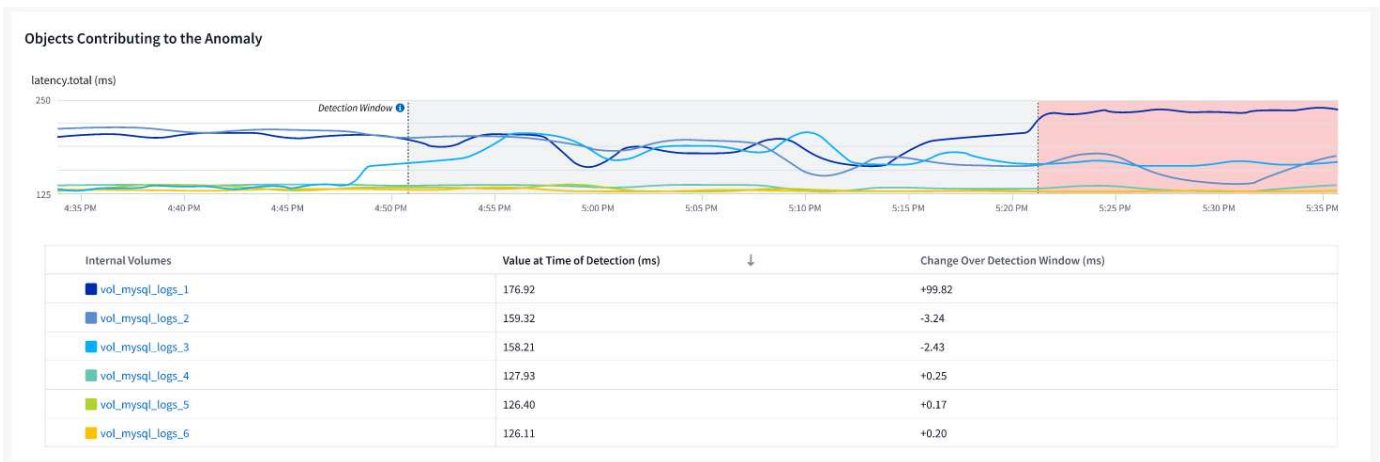 Objects Contributing to the Anomaly
latency.total (ms)
250
Detection Window
125
4:35 PM 4:40 PM 4:45 PM 4:50 PM 4:55 PM 5:00 PM 5:05 PM 5:10 PM 5:15 PM 5:20 PM 5:25 PM 5:30 PM 5:35 PM
Internal Volumes Value at Time of Detection (ms) ↓ Change Over Detection Window (ms)
vol_mysql_logs_1 176.92 +99.82
vol_mysql_logs_2 159.32 -3.24
vol_mysql_logs_3 158.21 -2.43
vol_mysql_logs_4 127.93 +0.25
vol_mysql_logs_5 126.40 +0.17
vol_mysql_logs_6 126.11 +0.20